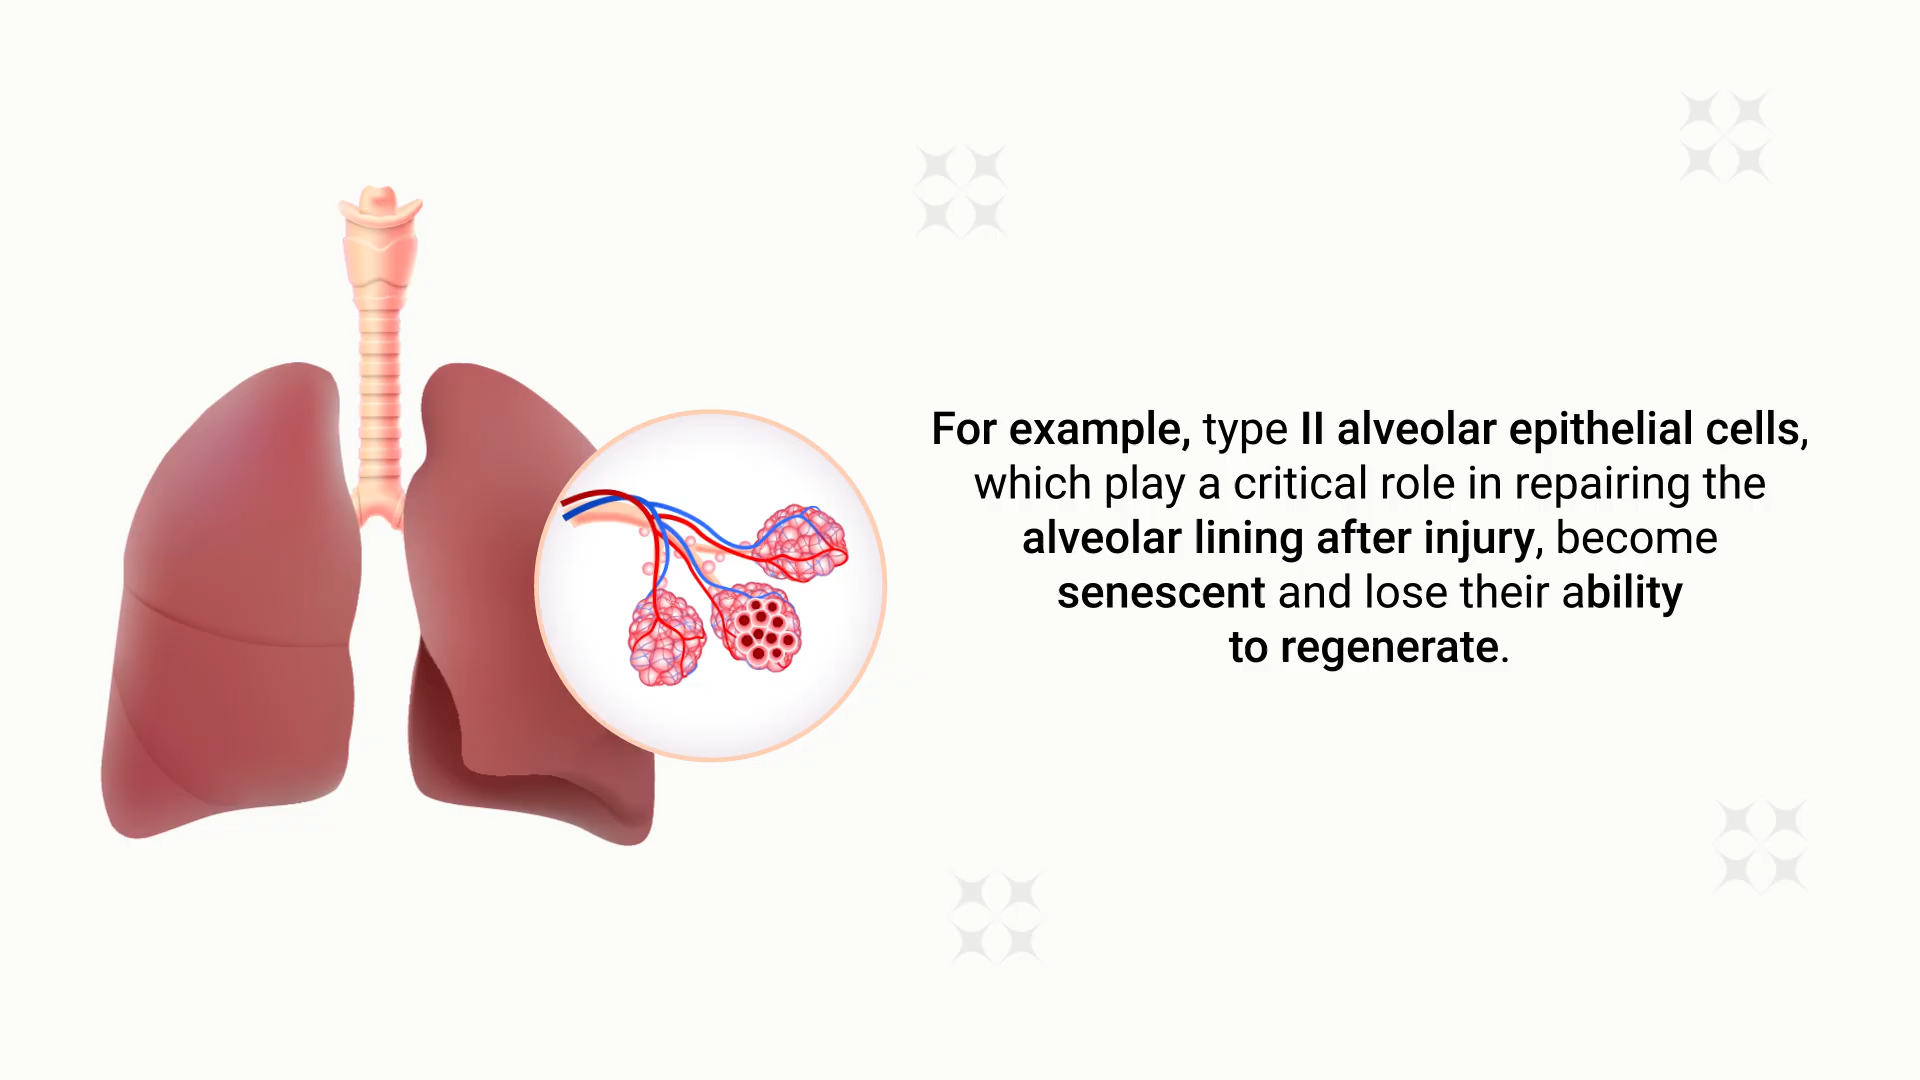 For example, type II alveolar epithelial cells,
which play a critical role in repairing the
alveolar lining after injury, become
senescent and lose their ability
to regenerate.